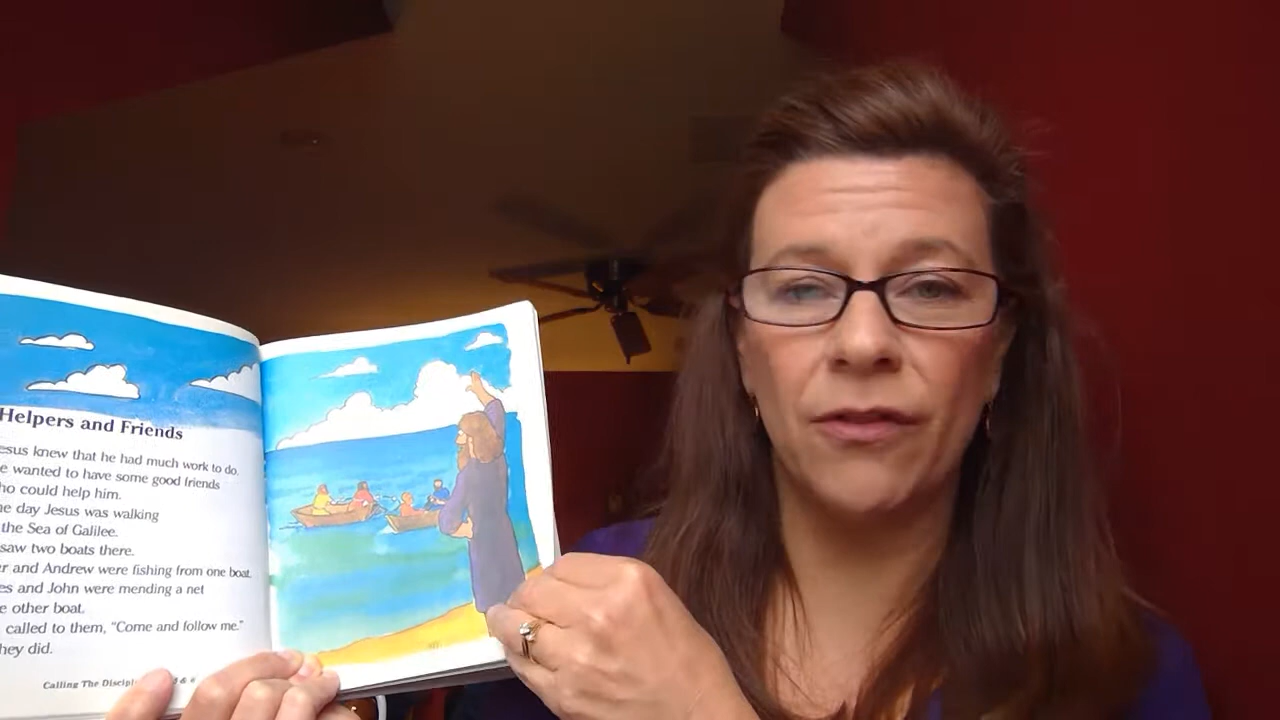 Helpers and Friends
esus knew that he had much work to do.
e wanted to have some good friends
ho could help him.
ne day Jesus was walking
the Sea of Galilee.
saw two boats there.
er and Andrew were fishing from one boat.
es and John were mending a net
e other boat.
called to them, "Come and follow me."
hey did.
Calling The Discipl